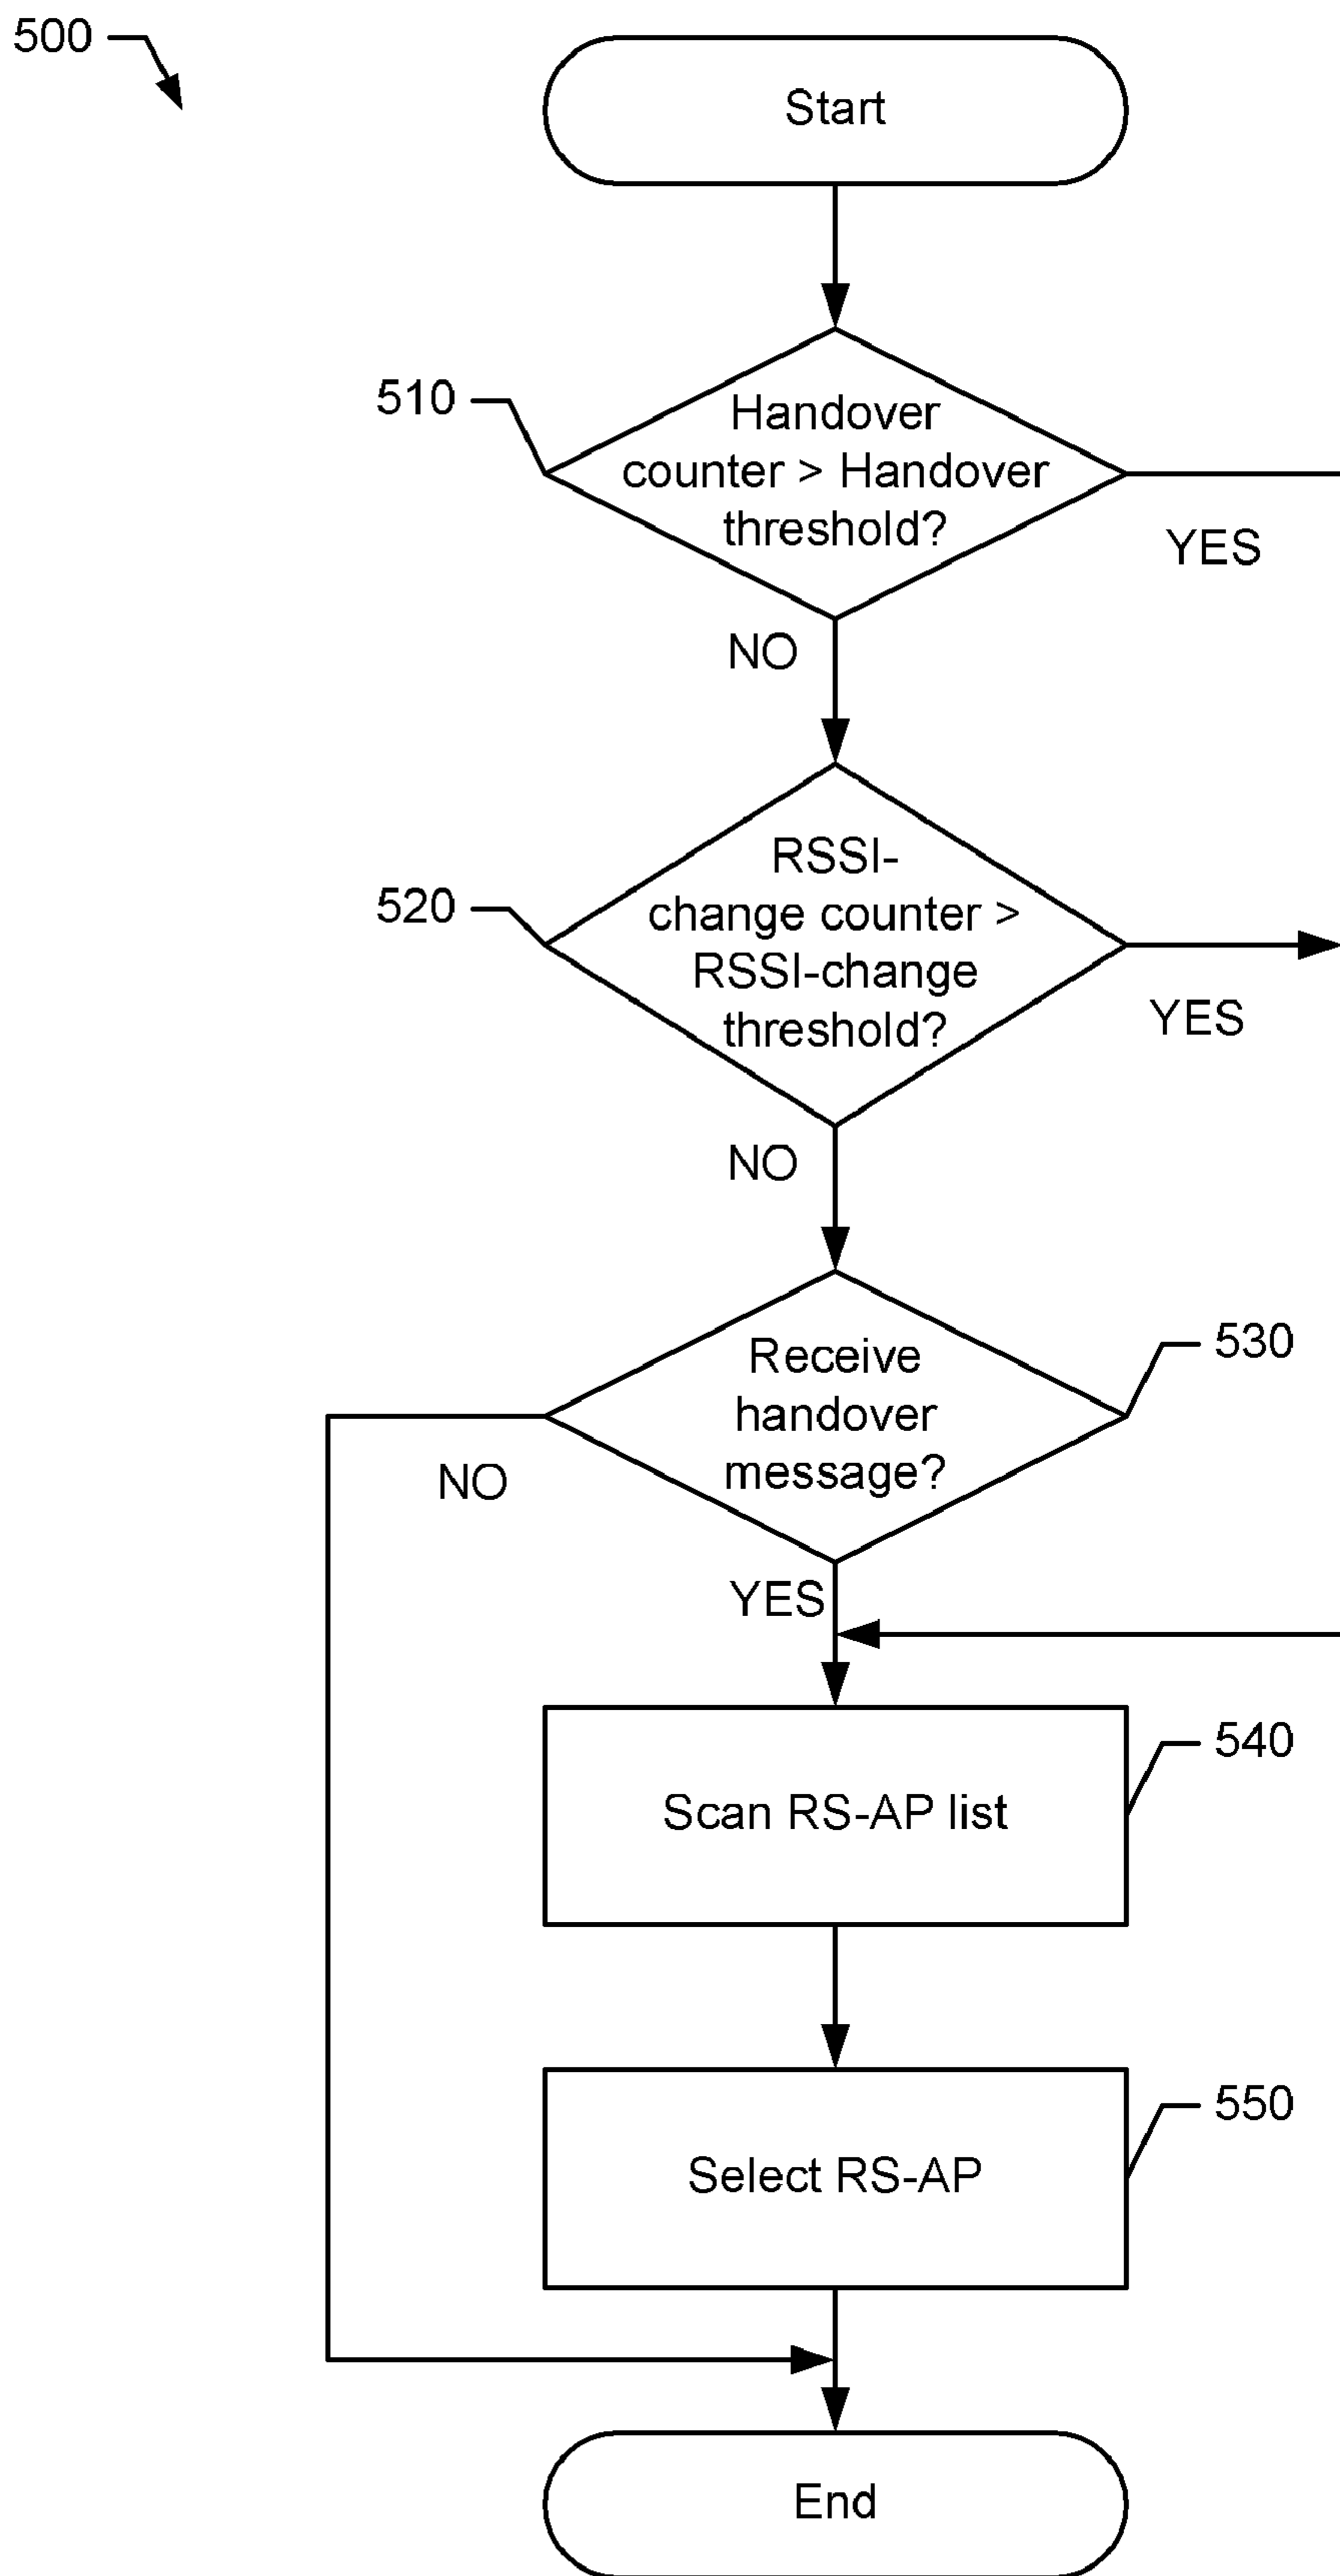 500
Start
510
Handover
counter > Handover
threshold?
YES
NO
520
RSSI-
change counter >
RSSI-change
threshold?
YES
NO
530
Receive
handover
message?
NO
YES
540
Scan RS-AP list
550
Select RS-AP
End